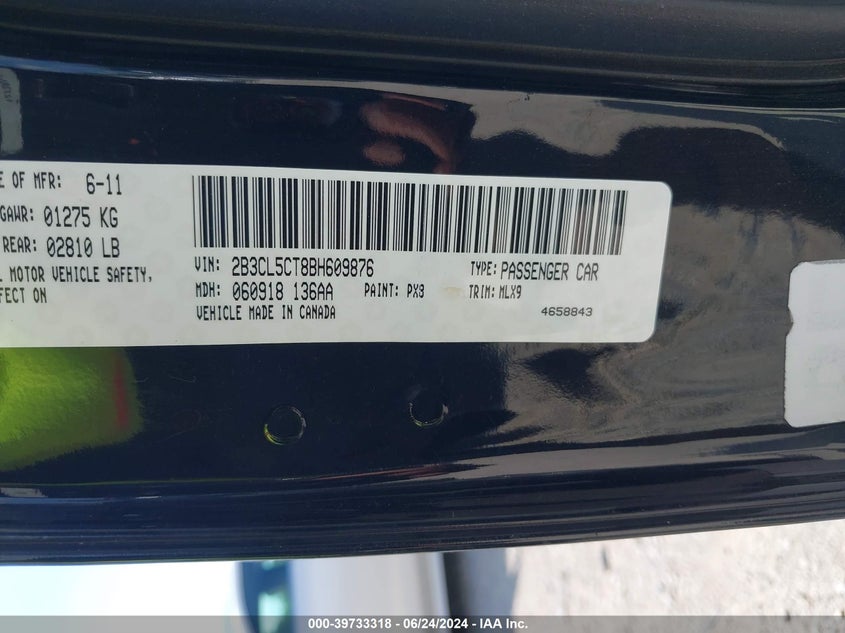 E OF MFR: 6-11
GAWR: 01275 KG
REAR: 02810 LB
MOTOR VEHICLE SAFETY,
FECT ON
VIN: 2B3CL5CT8BH609876
TYPE: PASSENGER CAR
MDH: 060918 136AA
PAINT: PX8
TRIM: MLX9
VEHICLE MADE IN CANADA
4658843
000-39733318 - 06/24/2024 - IAA Inc.